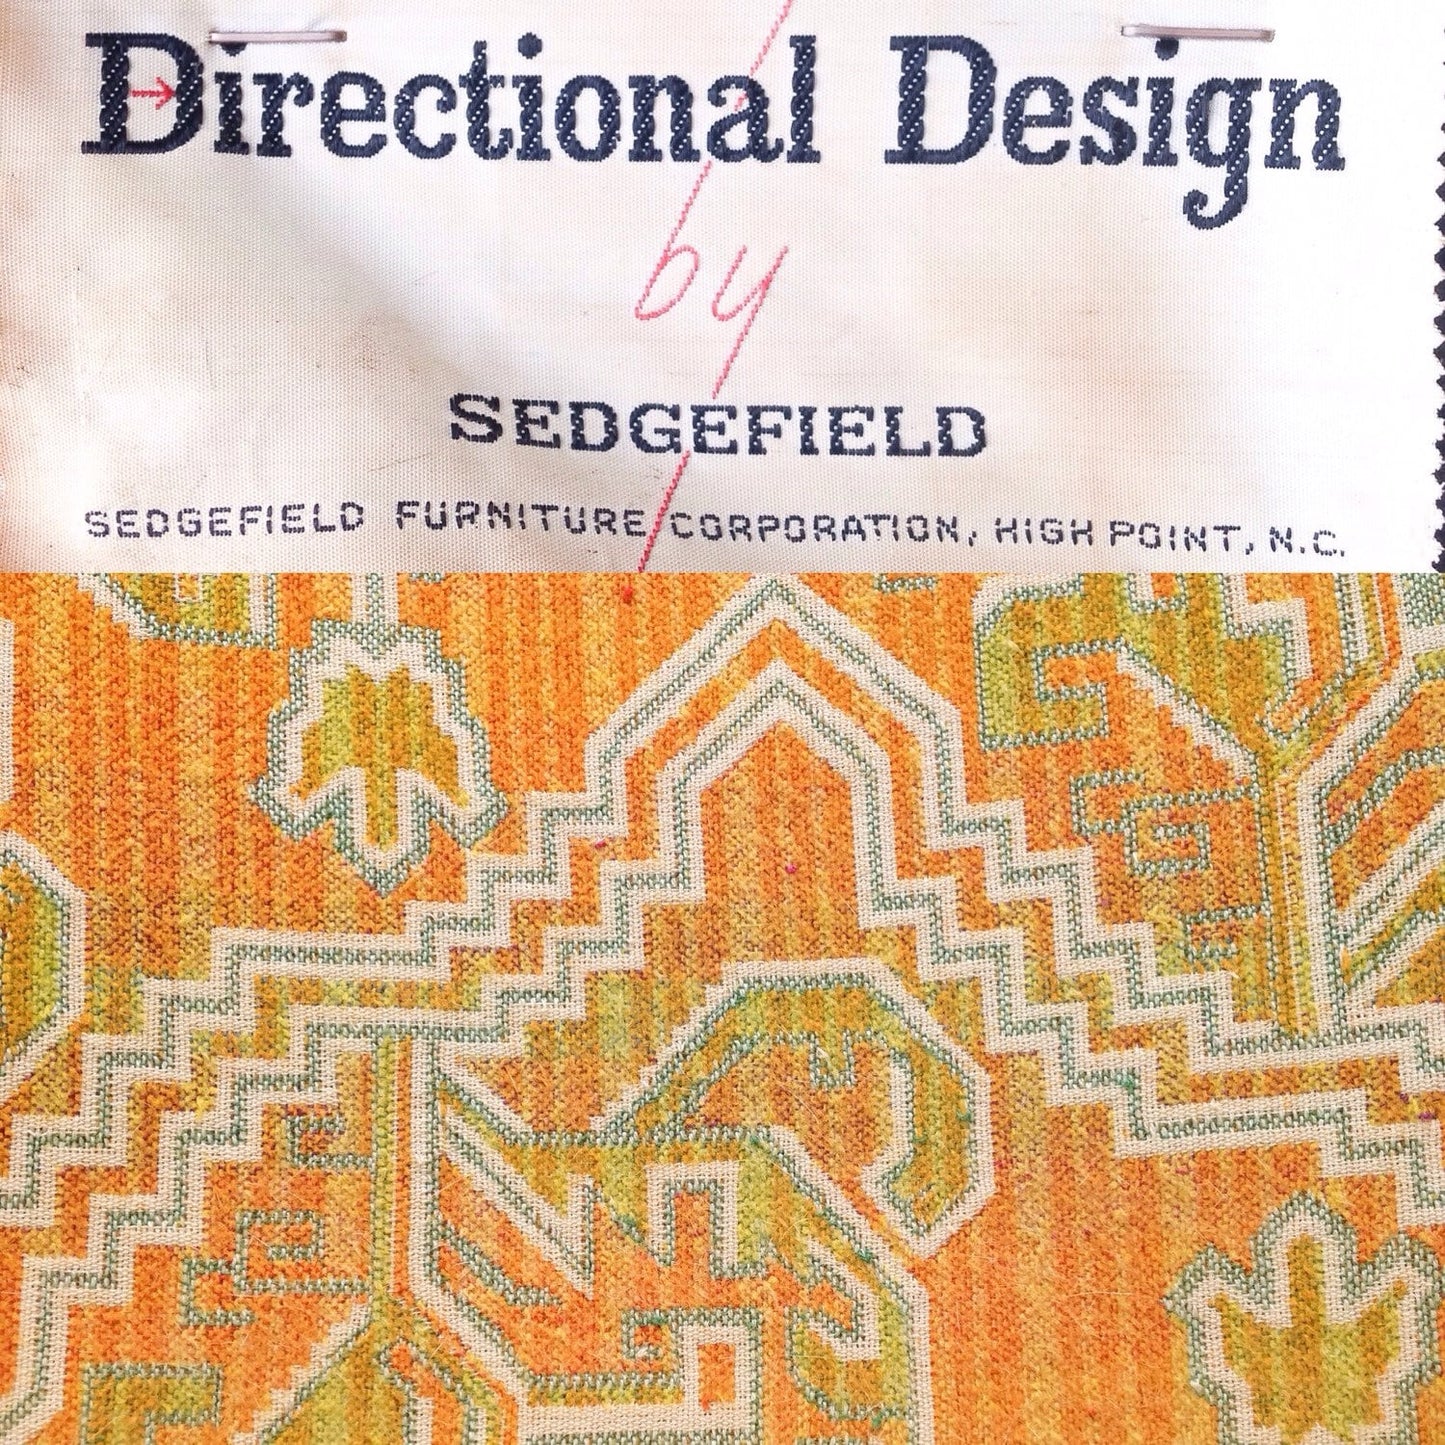 Directional Design
by
SEDGEFIELD
SEDGEFIELD FURNITURE CORPORATION, HIGH POINT, N.C.